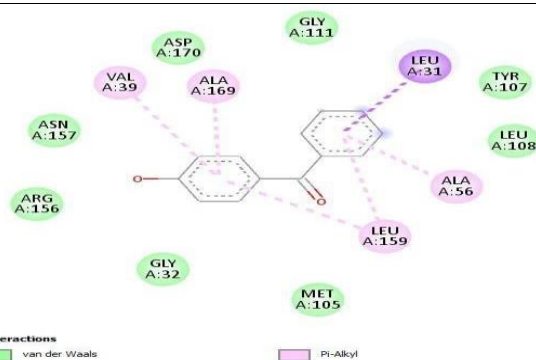 GLY
A:111
ASP
A:170
LEU
A:31
VAL
A:39
ALA
A:169
TYR
A:107
ASN
A:157
LEU
A:108
ALA
A:56
ARG
A:156
LEU
A:159
GLY
A:32
MET
A:105
O
O
eractions
van der Waals
Pi-Alkyl